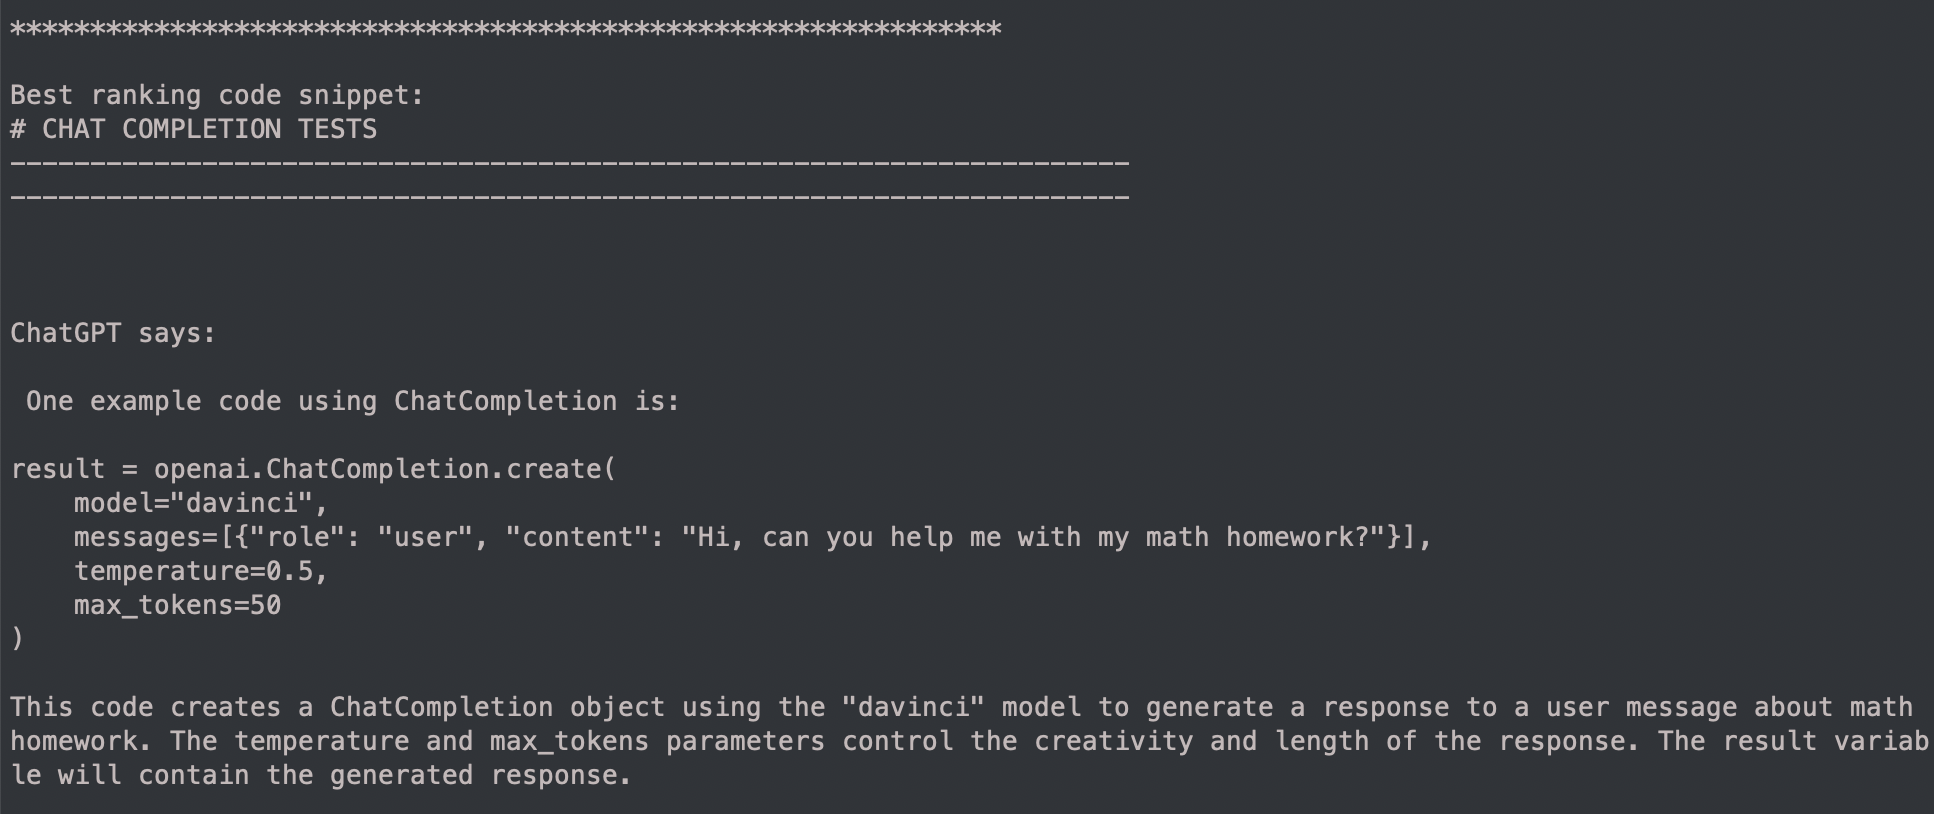 **************************************************************
Best ranking code snippet:
# CHAT COMPLETION TESTS
----------------------------------------------------------------------
----------------------------------------------------------------------
ChatGPT says:
 One example code using ChatCompletion is:
result = openai.ChatCompletion.create(
    model="davinci",
    messages=[{"role": "user", "content": "Hi, can you help me with my math homework?"}],
    temperature=0.5,
    max_tokens=50
)
This code creates a ChatCompletion object using the "davinci" model to generate a response to a user message about math
homework. The temperature and max_tokens parameters control the creativity and length of the response. The result variab
le will contain the generated response.